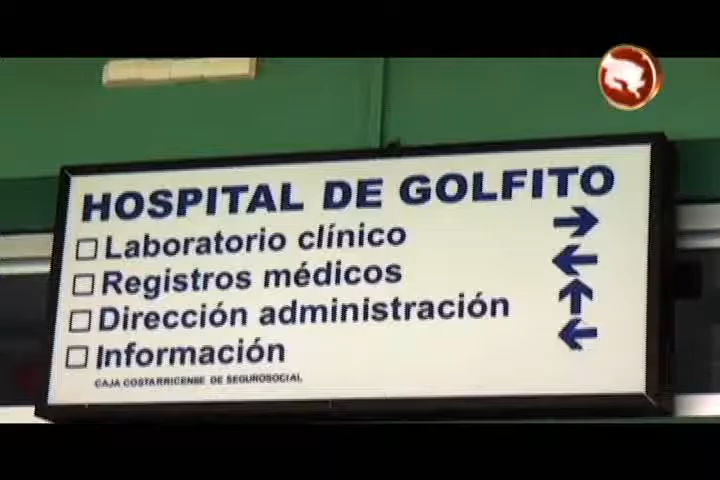 HOSPITAL DE GOLFITO
Laboratorio clínico
Registros médicos
Dirección administración
Información
CAJA COSTARRICENSE DE SEGUROSOCIAL